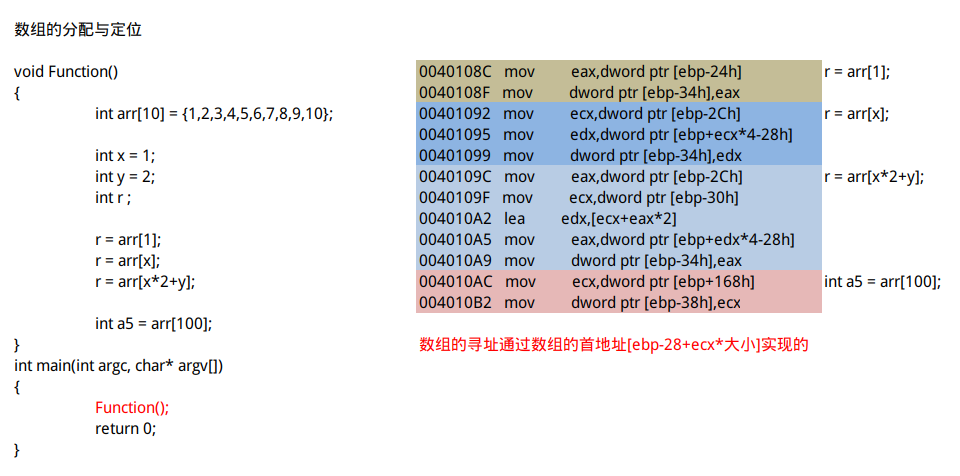 数组的分配与定位
void Function()
{
int arr[10] = {1,2,3,4,5,6,7,8,9,10};
int x = 1;
int y = 2;
int r ;
r = arr[1];
r = arr[x];
r = arr[x*2+y];
int a5 = arr[100];
}
int main(int argc, char* argv[])
{
Function();
return 0;
}
0040108C mov eax,dword ptr [ebp-24h] r = arr[1];
0040108F mov dword ptr [ebp-34h],eax
00401092 mov ecx,dword ptr [ebp-2Ch] r = arr[x];
00401095 mov edx,dword ptr [ebp+ecx*4-28h]
00401099 mov dword ptr [ebp-34h],edx
0040109C mov eax,dword ptr [ebp-2Ch] r = arr[x*2+y];
0040109F mov ecx,dword ptr [ebp-30h]
004010A2 lea edx,[ecx+eax*2]
004010A5 mov eax,dword ptr [ebp+edx*4-28h]
004010A9 mov dword ptr [ebp-34h],eax
004010AC mov ecx,dword ptr [ebp+168h] int a5 = arr[100];
004010B2 mov dword ptr [ebp-38h],ecx
数组的寻址通过数组的首地址[ebp-28+ecx*大小]实现的